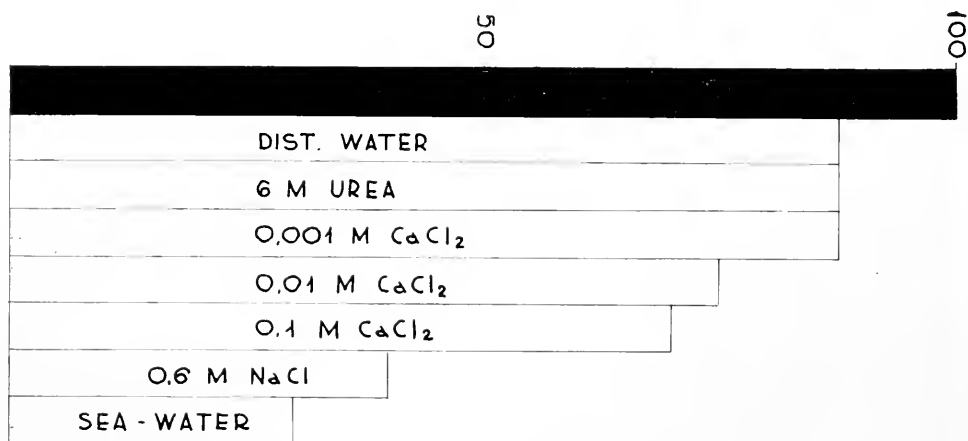 50
100
DIST. WATER
6 M UREA
0,001 M CaCl₂
0,01 M CaCl₂
0,1 M CaCl₂
0,6 M NaCl
SEA-WATER